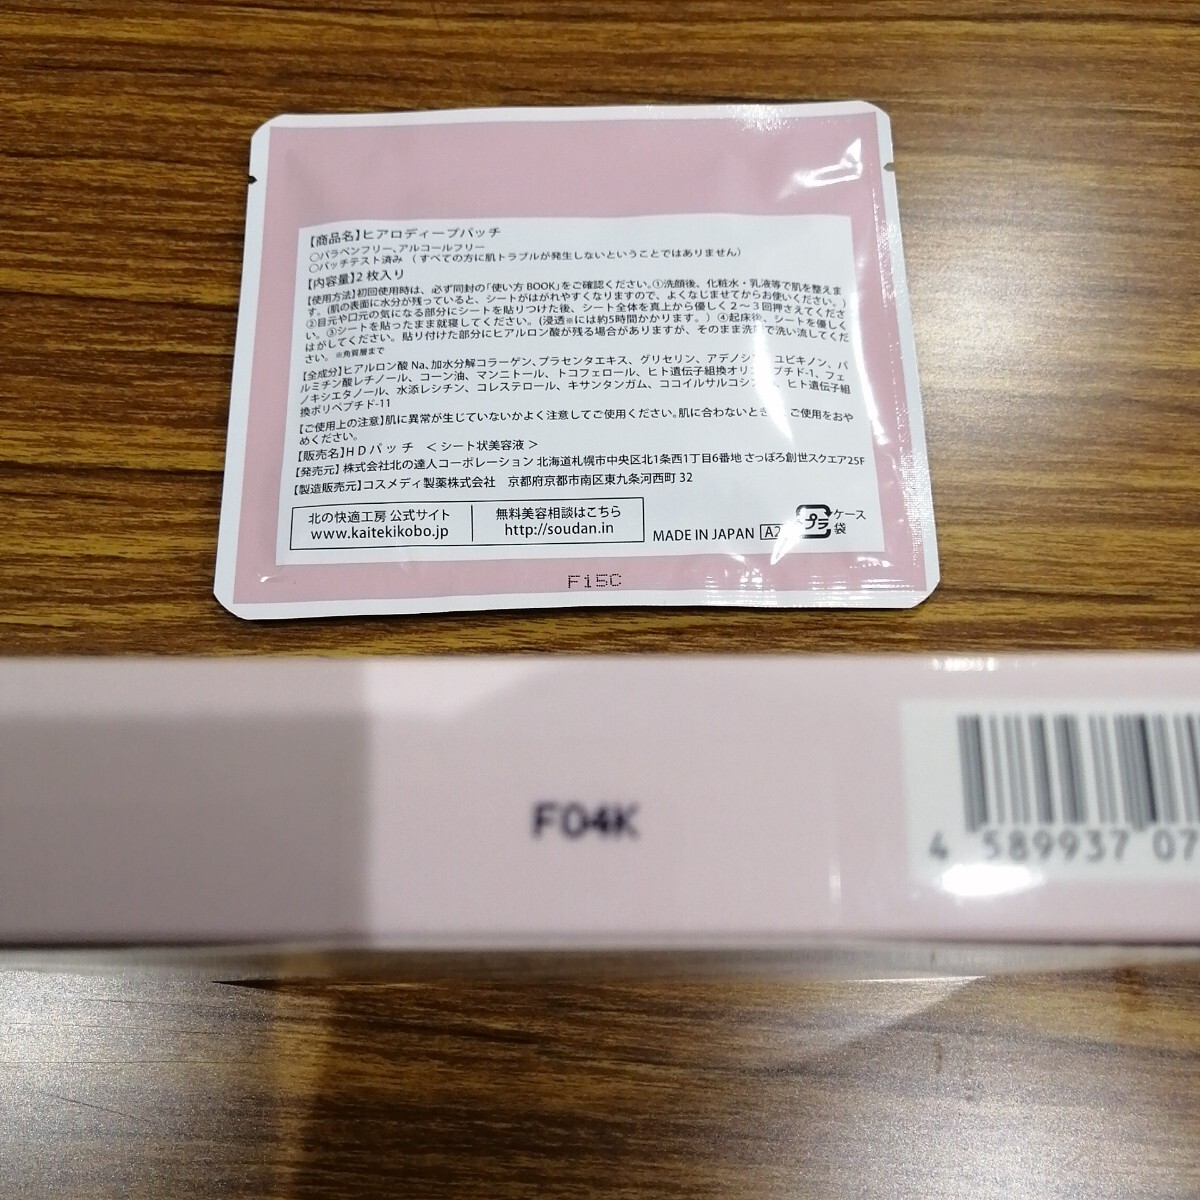 【商品名】ヒアロディープパッチ
○パラベンフリー、アルコールフリー
○パッチテスト済み（すべての方に肌トラブルが発生しないということではありません）
【内容量】2枚入り
【使用方法】初回使用時は、必ず同封の「使い方BOOK」をご確認ください。①洗顔後、化粧水・乳液等で肌を整えま
す。(肌の表面に水分が残っていると、シートがはがれやすくなりますので、よくなじませてからお使いください。)
②目元や口元の気になる部分にシートを貼りつけた後、シート全体を真上から優しく2～3回押さえてくださ
い。③シートを貼ったまま就寝してください。(浸透※には約5時間かかります。) ④起床後、シートを優しく
はがしてください。貼り付けた部分にヒアルロン酸が残る場合がありますが、そのまま洗顔で洗い流してくだ
さい。※角質層まで
【全成分】ヒアルロン酸Na、加水分解コラーゲン、プラセンタエキス、グリセリン、アデノシン、ユビキノン、パ
ルミチン酸レチノール、コーン油、マンニトール、トコフェロール、ヒト遺伝子組換オリゴペプチド-1、フェ
ノキシエタノール、水添レシチン、コレステロール、キサンタンガム、ココイルサルコシン、ヒト遺伝子組
換ポリペプチド-11
【ご使用上の注意】肌に異常が生じていないかよく注意してご使用ください。肌に合わないとき、ご使用をおや
めください。
【販売名】HDパッチ ＜シート状美容液＞
【発売元】株式会社北の達人コーポレーション 北海道札幌市中央区北1条西1丁目6番地 さっぽろ創世スクエア25F
【製造販売元】コスメディ製薬株式会社 京都府京都市南区東九条河西町32
北の快適工房 公式サイト
www.kaitekikobo.jp
無料美容相談はこちら
http://soudan.in
MADE IN JAPAN
プラ
ケース
袋
F15C
F04K
4 589937 07